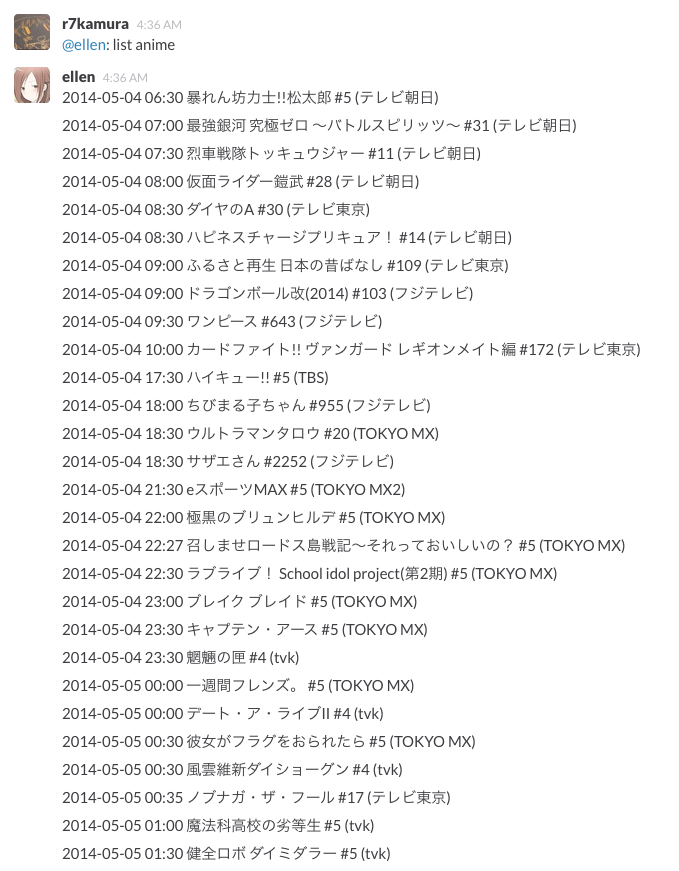 r7kamura 4:36 AM
@ellen: list anime
ellen 4:36 AM
2014-05-04 06:30 暴れん坊力士!!松太郎 #5 (テレビ朝日)
2014-05-04 07:00 最強銀河 究極ゼロ 〜バトルスピリッツ〜 #31 (テレビ朝日)
2014-05-04 07:30 烈車戦隊トッキュウジャー #11 (テレビ朝日)
2014-05-04 08:00 仮面ライダー鎧武 #28 (テレビ朝日)
2014-05-04 08:30 ダイヤのA #30 (テレビ東京)
2014-05-04 08:30 ハピネスチャージプリキュア！ #14 (テレビ朝日)
2014-05-04 09:00 ふるさと再生 日本の昔ばなし #109 (テレビ東京)
2014-05-04 09:00 ドラゴンボール改(2014) #103 (フジテレビ)
2014-05-04 09:30 ワンピース #643 (フジテレビ)
2014-05-04 10:00 カードファイト!! ヴァンガード レギオンメイト編 #172 (テレビ東京)
2014-05-04 17:30 ハイキュー!! #5 (TBS)
2014-05-04 18:00 ちびまる子ちゃん #955 (フジテレビ)
2014-05-04 18:30 ウルトラマンタロウ #20 (TOKYO MX)
2014-05-04 18:30 サザエさん #2252 (フジテレビ)
2014-05-04 21:30 eスポーツMAX #5 (TOKYO MX2)
2014-05-04 22:00 極黒のブリュンヒルデ #5 (TOKYO MX)
2014-05-04 22:27 召しませロードス島戦記〜それっておいしいの？ #5 (TOKYO MX)
2014-05-04 22:30 ラブライブ！ School idol project(第2期) #5 (TOKYO MX)
2014-05-04 23:00 ブレイク ブレイド #5 (TOKYO MX)
2014-05-04 23:30 キャプテン・アース #5 (TOKYO MX)
2014-05-04 23:30 魍魎の匣 #4 (tvk)
2014-05-05 00:00 一週間フレンズ。 #5 (TOKYO MX)
2014-05-05 00:00 デート・ア・ライブII #4 (tvk)
2014-05-05 00:30 彼女がフラグをおられたら #5 (TOKYO MX)
2014-05-05 00:30 風雲維新ダイショーグン #4 (tvk)
2014-05-05 00:35 ノブナガ・ザ・フール #17 (テレビ東京)
2014-05-05 01:00 魔法科高校の劣等生 #5 (tvk)
2014-05-05 01:30 健全ロボ ダイミダラー #5 (tvk)